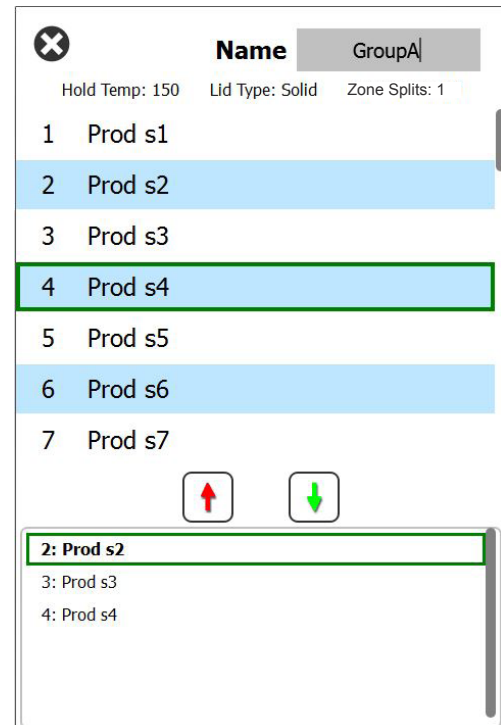 Name GroupA
Hold Temp: 150 Lid Type: Solid Zone Splits: 1
1 Prod s1
2 Prod s2
3 Prod s3
4 Prod s4
5 Prod s5
6 Prod s6
7 Prod s7
2: Prod s2
3: Prod s3
4: Prod s4